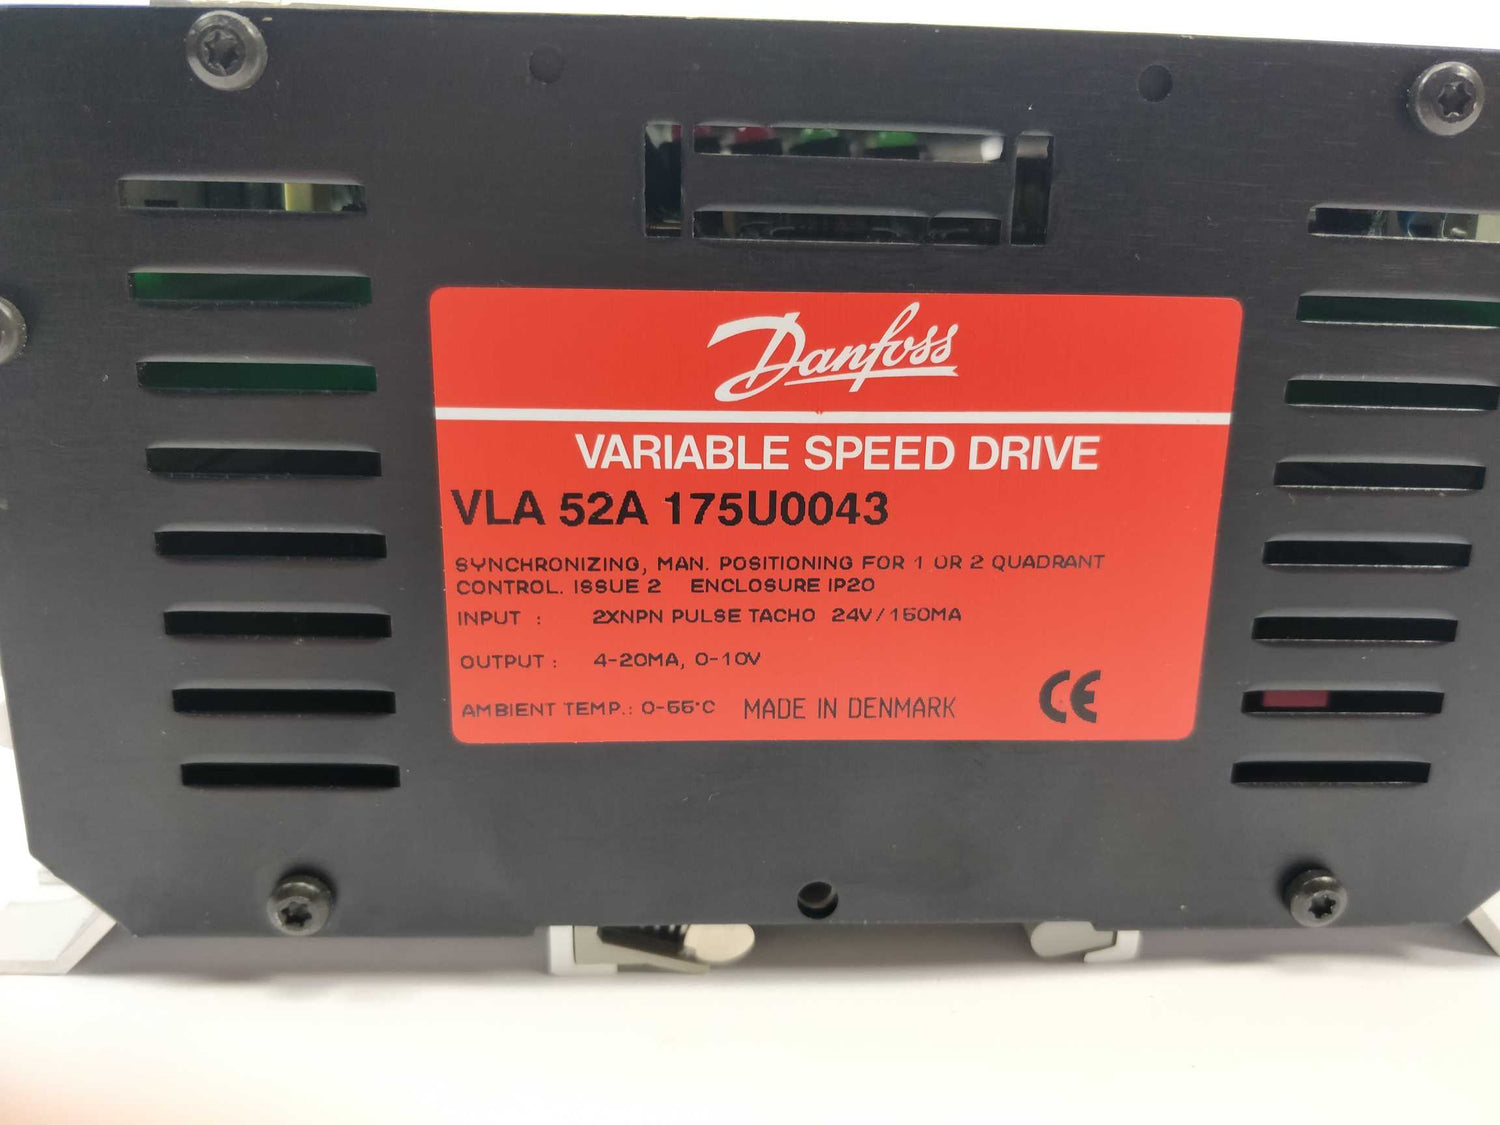 Danfoss
VARIABLE SPEED DRIVE
VLA 52A 175U0043
SYNCHRONIZING, MAN. POSITIONING FOR 1 OR 2 QUADRANT
CONTROL. ISSUE 2 ENCLOSURE IP20
INPUT : 2XNPN PULSE TACHO 24V/150MA
OUTPUT : 4-20MA, 0-10V
AMBIENT TEMP.: 0-55°C MADE IN DENMARK CE